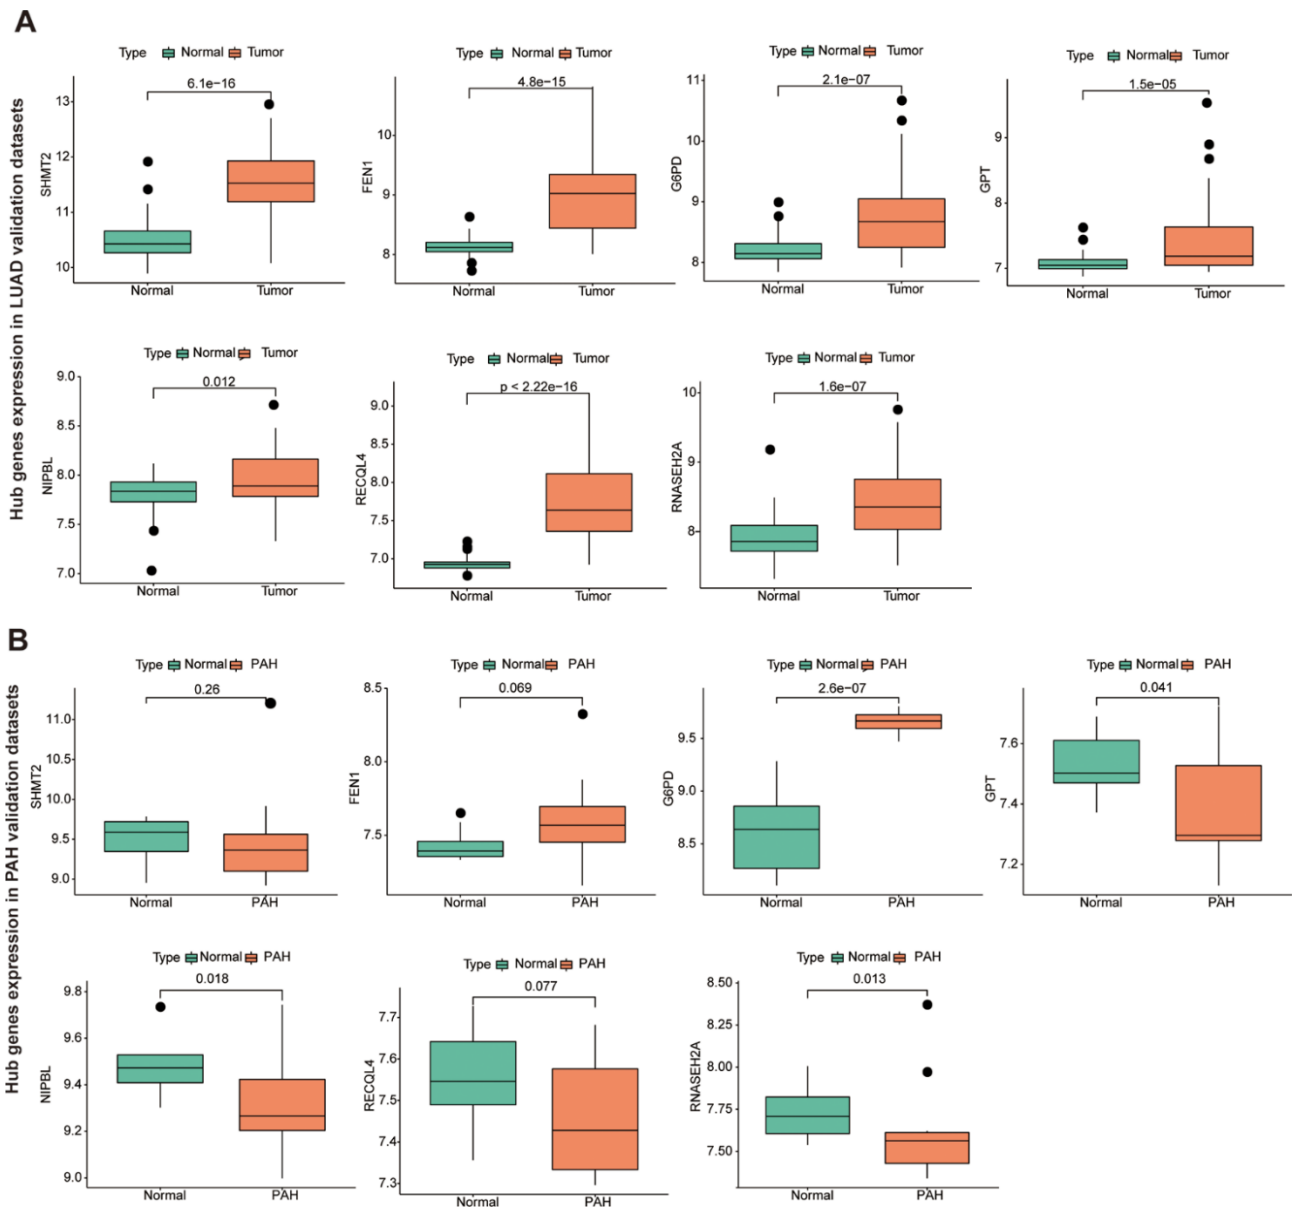 A
Hub genes expression in LUAD validation datasets
Type Normal Tumor
6.1e−16
SHMT2
13
12
11
10
Normal Tumor
Type Normal Tumor
4.8e−15
FEN1
10
9
8
Normal Tumor
Type Normal Tumor
2.1e−07
G6PD
11
10
9
8
Normal Tumor
Type Normal Tumor
1.5e−05
GPT
9
8
7
Normal Tumor
Type Normal Tumor
0.012
NIPBL
9.0
8.5
8.0
7.5
7.0
Normal Tumor
Type Normal Tumor
p < 2.22e−16
RECQL4
9.0
8.5
8.0
7.5
7.0
Normal Tumor
Type Normal Tumor
1.6e−07
RNASEH2A
10
9
8
Normal Tumor
B
Hub genes expression in PAH validation datasets
Type Normal PAH
0.26
SHMT2
11.0
10.5
10.0
9.5
9.0
Normal PAH
Type Normal PAH
0.069
FEN1
8.5
8.0
7.5
Normal PAH
Type Normal PAH
2.6e−07
G6PD
9.5
9.0
8.5
Normal PAH
Type Normal PAH
0.041
GPT
7.6
7.4
7.2
Normal PAH
Type Normal PAH
0.018
NIPBL
9.8
9.6
9.4
9.2
9.0
Normal PAH
Type Normal PAH
0.077
RECQL4
7.7
7.6
7.5
7.4
7.3
Normal PAH
Type Normal PAH
0.013
RNASEH2A
8.50
8.25
8.00
7.75
7.50
Normal PAH